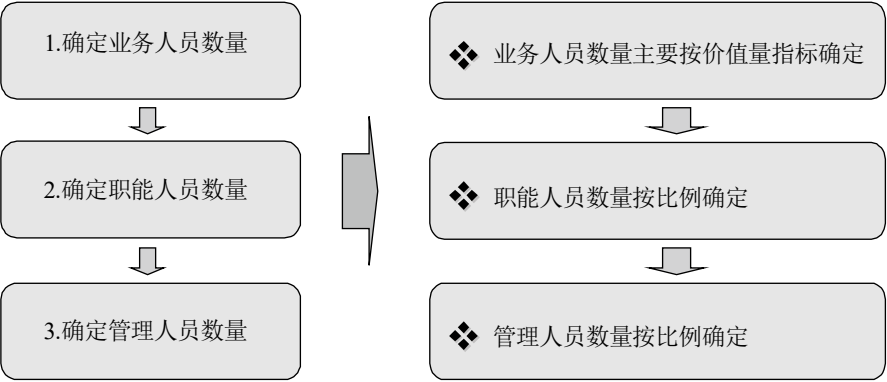 1.确定业务人员数量
2.确定职能人员数量
3.确定管理人员数量
业务人员数量主要按价值量指标确定
职能人员数量按比例确定
管理人员数量按比例确定